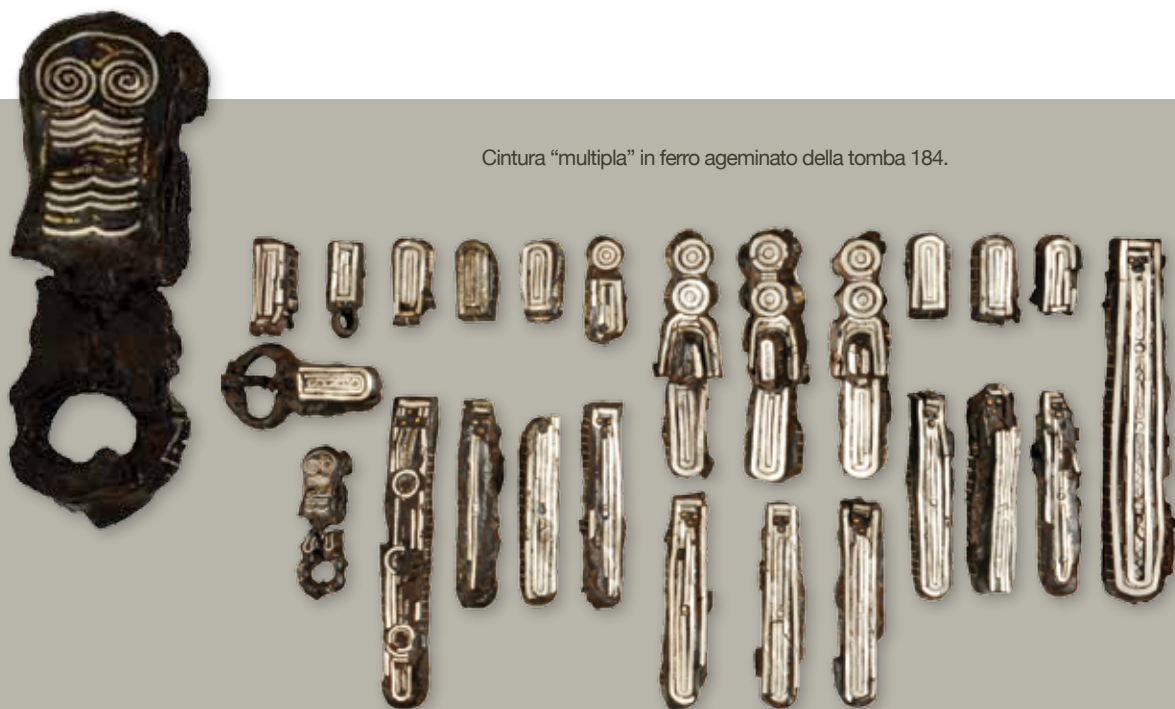 Cintura “multipla” in ferro ageminato della tomba 184.